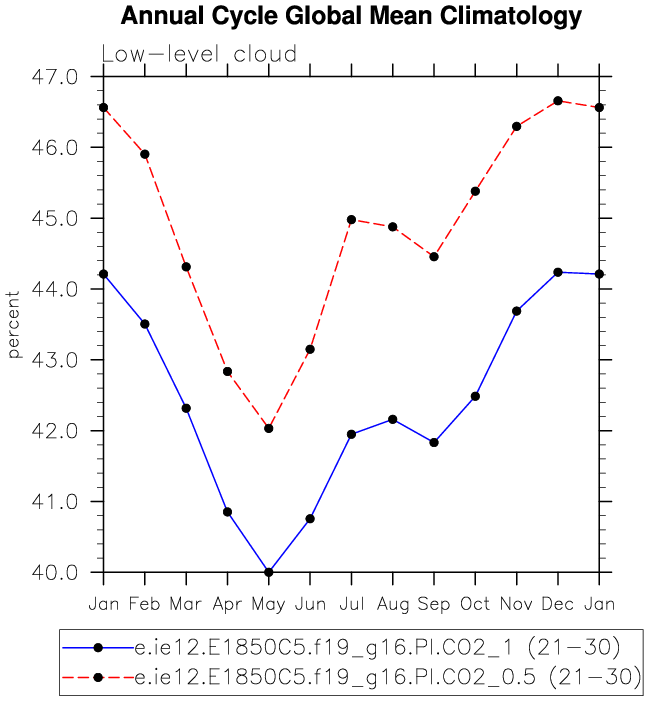 Annual Cycle Global Mean Climatology
Low-level cloud
47.0
46.0
45.0
44.0
43.0
42.0
41.0
40.0
percent
Jan Feb Mar Apr May Jun Jul Aug Sep Oct Nov Dec Jan
e.ie12.E1850C5.f19_g16.PI.CO2_1 (21-30)
e.ie12.E1850C5.f19_g16.PI.CO2_0.5 (21-30)